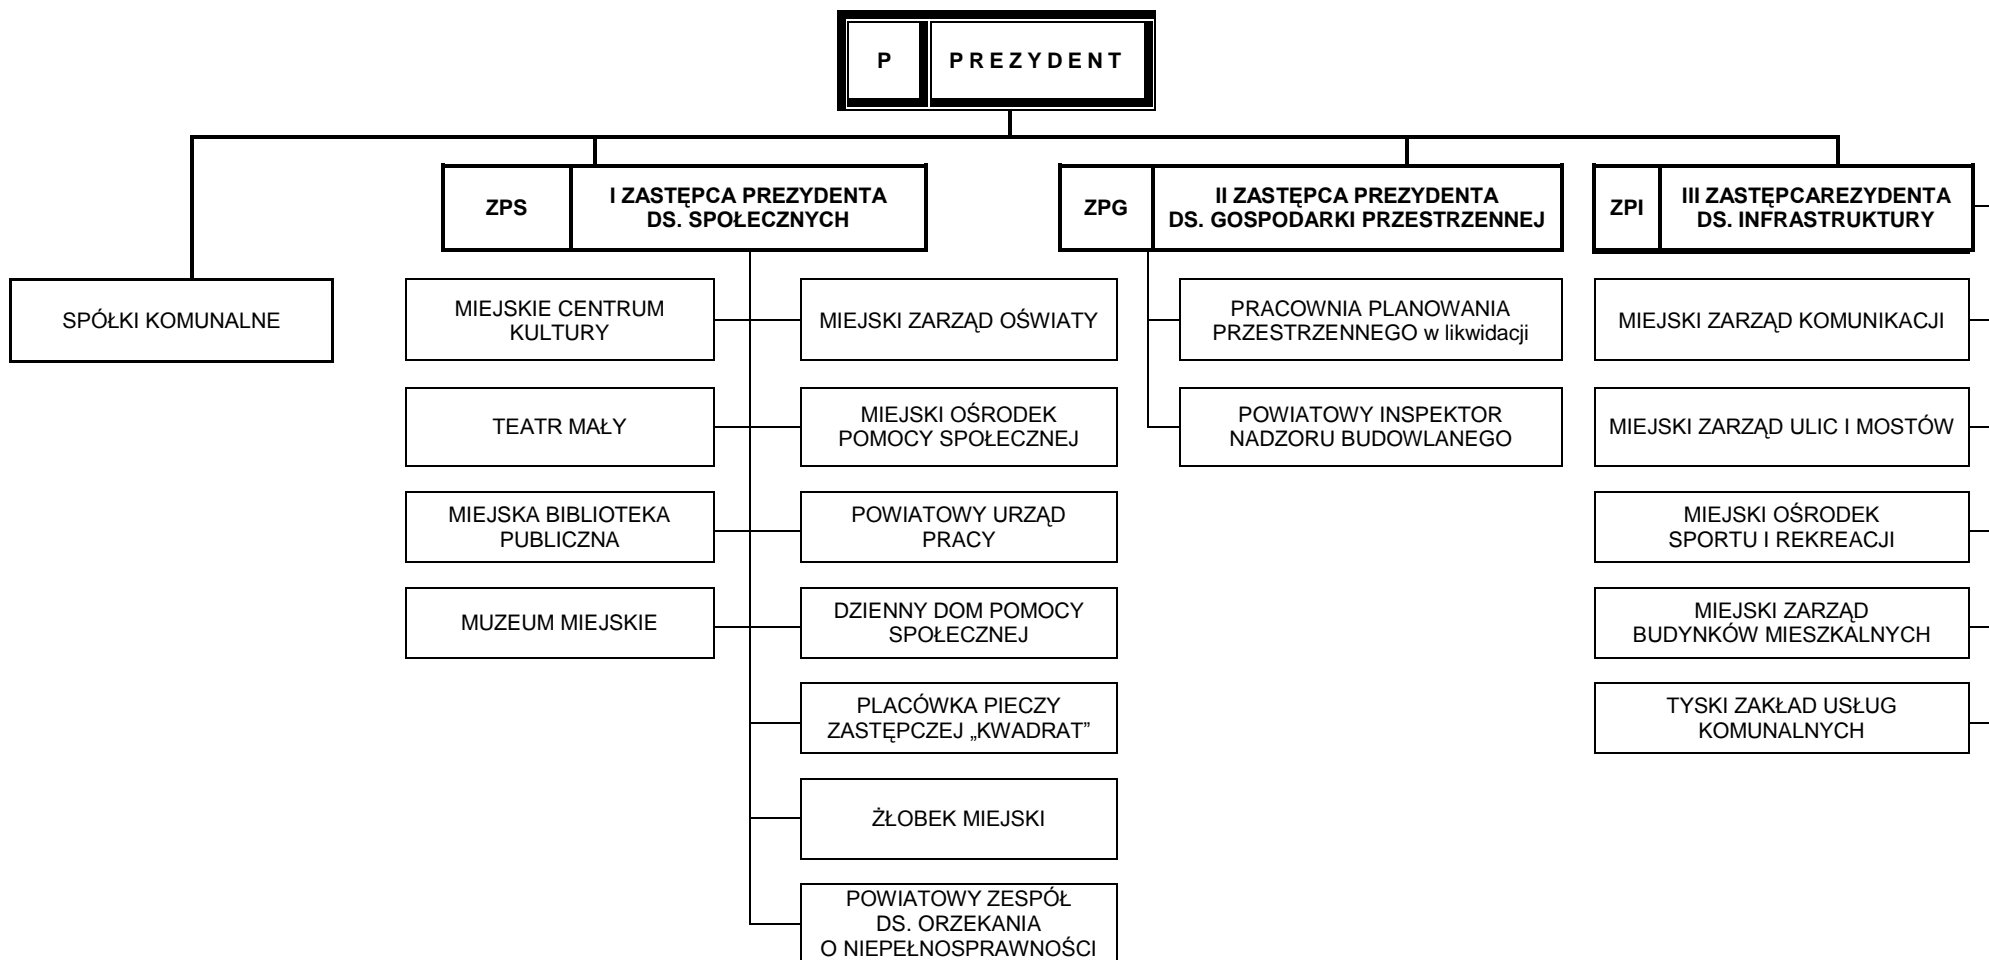 P
PREZYDENT
ZPS
I ZASTĘPCA PREZYDENTA
DS. SPOŁECZNYCH
ZPG
II ZASTĘPCA PREZYDENTA
DS. GOSPODARKI PRZESTRZENNEJ
ZPI
III ZASTĘPCAREZYDENTA
DS. INFRASTRUKTURY
SPÓŁKI KOMUNALNE
MIEJSKIE CENTRUM
KULTURY
MIEJSKI ZARZĄD OŚWIATY
PRACOWNIA PLANOWANIA
PRZESTRZENNEGO w likwidacji
MIEJSKI ZARZĄD KOMUNIKACJI
TEATR MAŁY
MIEJSKI OŚRODEK
POMOCY SPOŁECZNEJ
POWIATOWY INSPEKTOR
NADZORU BUDOWLANEGO
MIEJSKI ZARZĄD ULIC I MOSTÓW
MIEJSKA BIBLIOTEKA
PUBLICZNA
POWIATOWY URZĄD
PRACY
MIEJSKI OŚRODEK
SPORTU I REKREACJI
MUZEUM MIEJSKIE
DZIENNY DOM POMOCY
SPOŁECZNEJ
MIEJSKI ZARZĄD
BUDYNKÓW MIESZKALNYCH
PLACÓWKA PIECZY
ZASTĘPCZEJ „KWADRAT”
TYSKI ZAKŁAD USŁUG
KOMUNALNYCH
ŻŁOBEK MIEJSKI
POWIATOWY ZESPÓŁ
DS. ORZEKANIA
O NIEPEŁNOSPRAWNOŚCI